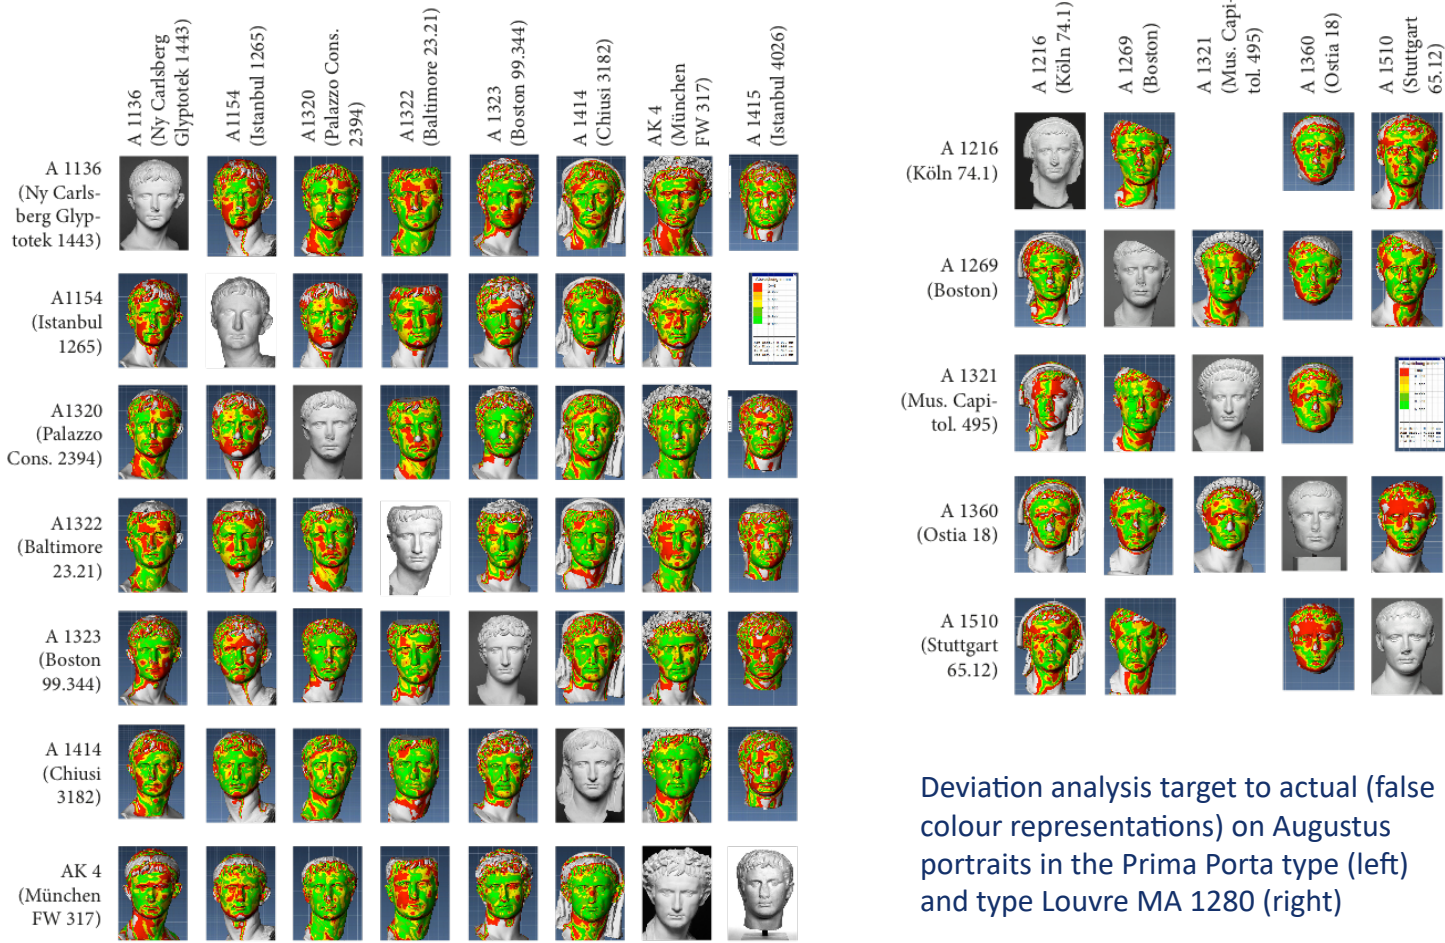 A 1136
(Ny Carlsberg
Glyptotek 1443)
A 1154
(Istanbul 1265)
A1320
(Palazzo Cons.
2394)
A1322
(Baltimore 23.21)
A 1323
(Boston 99.344)
A 1414
(Chiusi 3182)
AK 4
(München
FW 317)
A 1415
(Istanbul 4026)
A 1136
(Ny Carls-
berg Glyp-
totek 1443)
A1154
(Istanbul
1265)
A1320
(Palazzo
Cons. 2394)
A1322
(Baltimore
23.21)
A 1323
(Boston
99.344)
A 1414
(Chiusi
3182)
AK 4
(München
FW 317)
A 1216
(Köln 74.1)
A 1269
(Boston)
A 1321
(Mus. Capi-
tol. 495)
A 1360
(Ostia 18)
A 1510
(Stuttgart
65.12)
A 1216
(Köln 74.1)
A 1269
(Boston)
A 1321
(Mus. Capi-
tol. 495)
A 1360
(Ostia 18)
A 1510
(Stuttgart
65.12)
Deviation analysis target to actual (false
colour representations) on Augustus
portraits in the Prima Porta type (left)
and type Louvre MA 1280 (right)